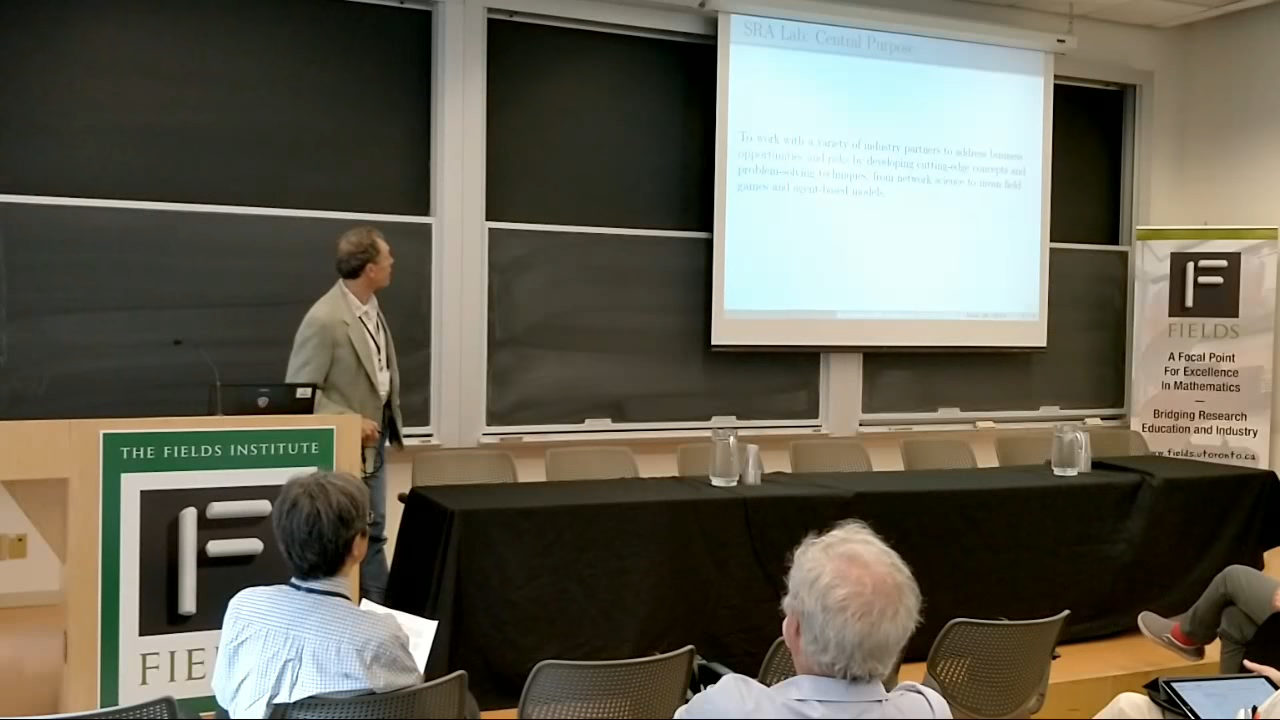 SRA Lab: Central Purpose
To work with a variety of industry partners to address business
opportunities and risks by developing cutting-edge concepts and
problem-solving techniques, from network science to mean field
games and agent-based models.
FIELDS
A Focal Point
For Excellence
In Mathematics
Bridging Research
Education and Industry
www.fields.utoronto.ca
THE FIELDS INSTITUTE
FIE